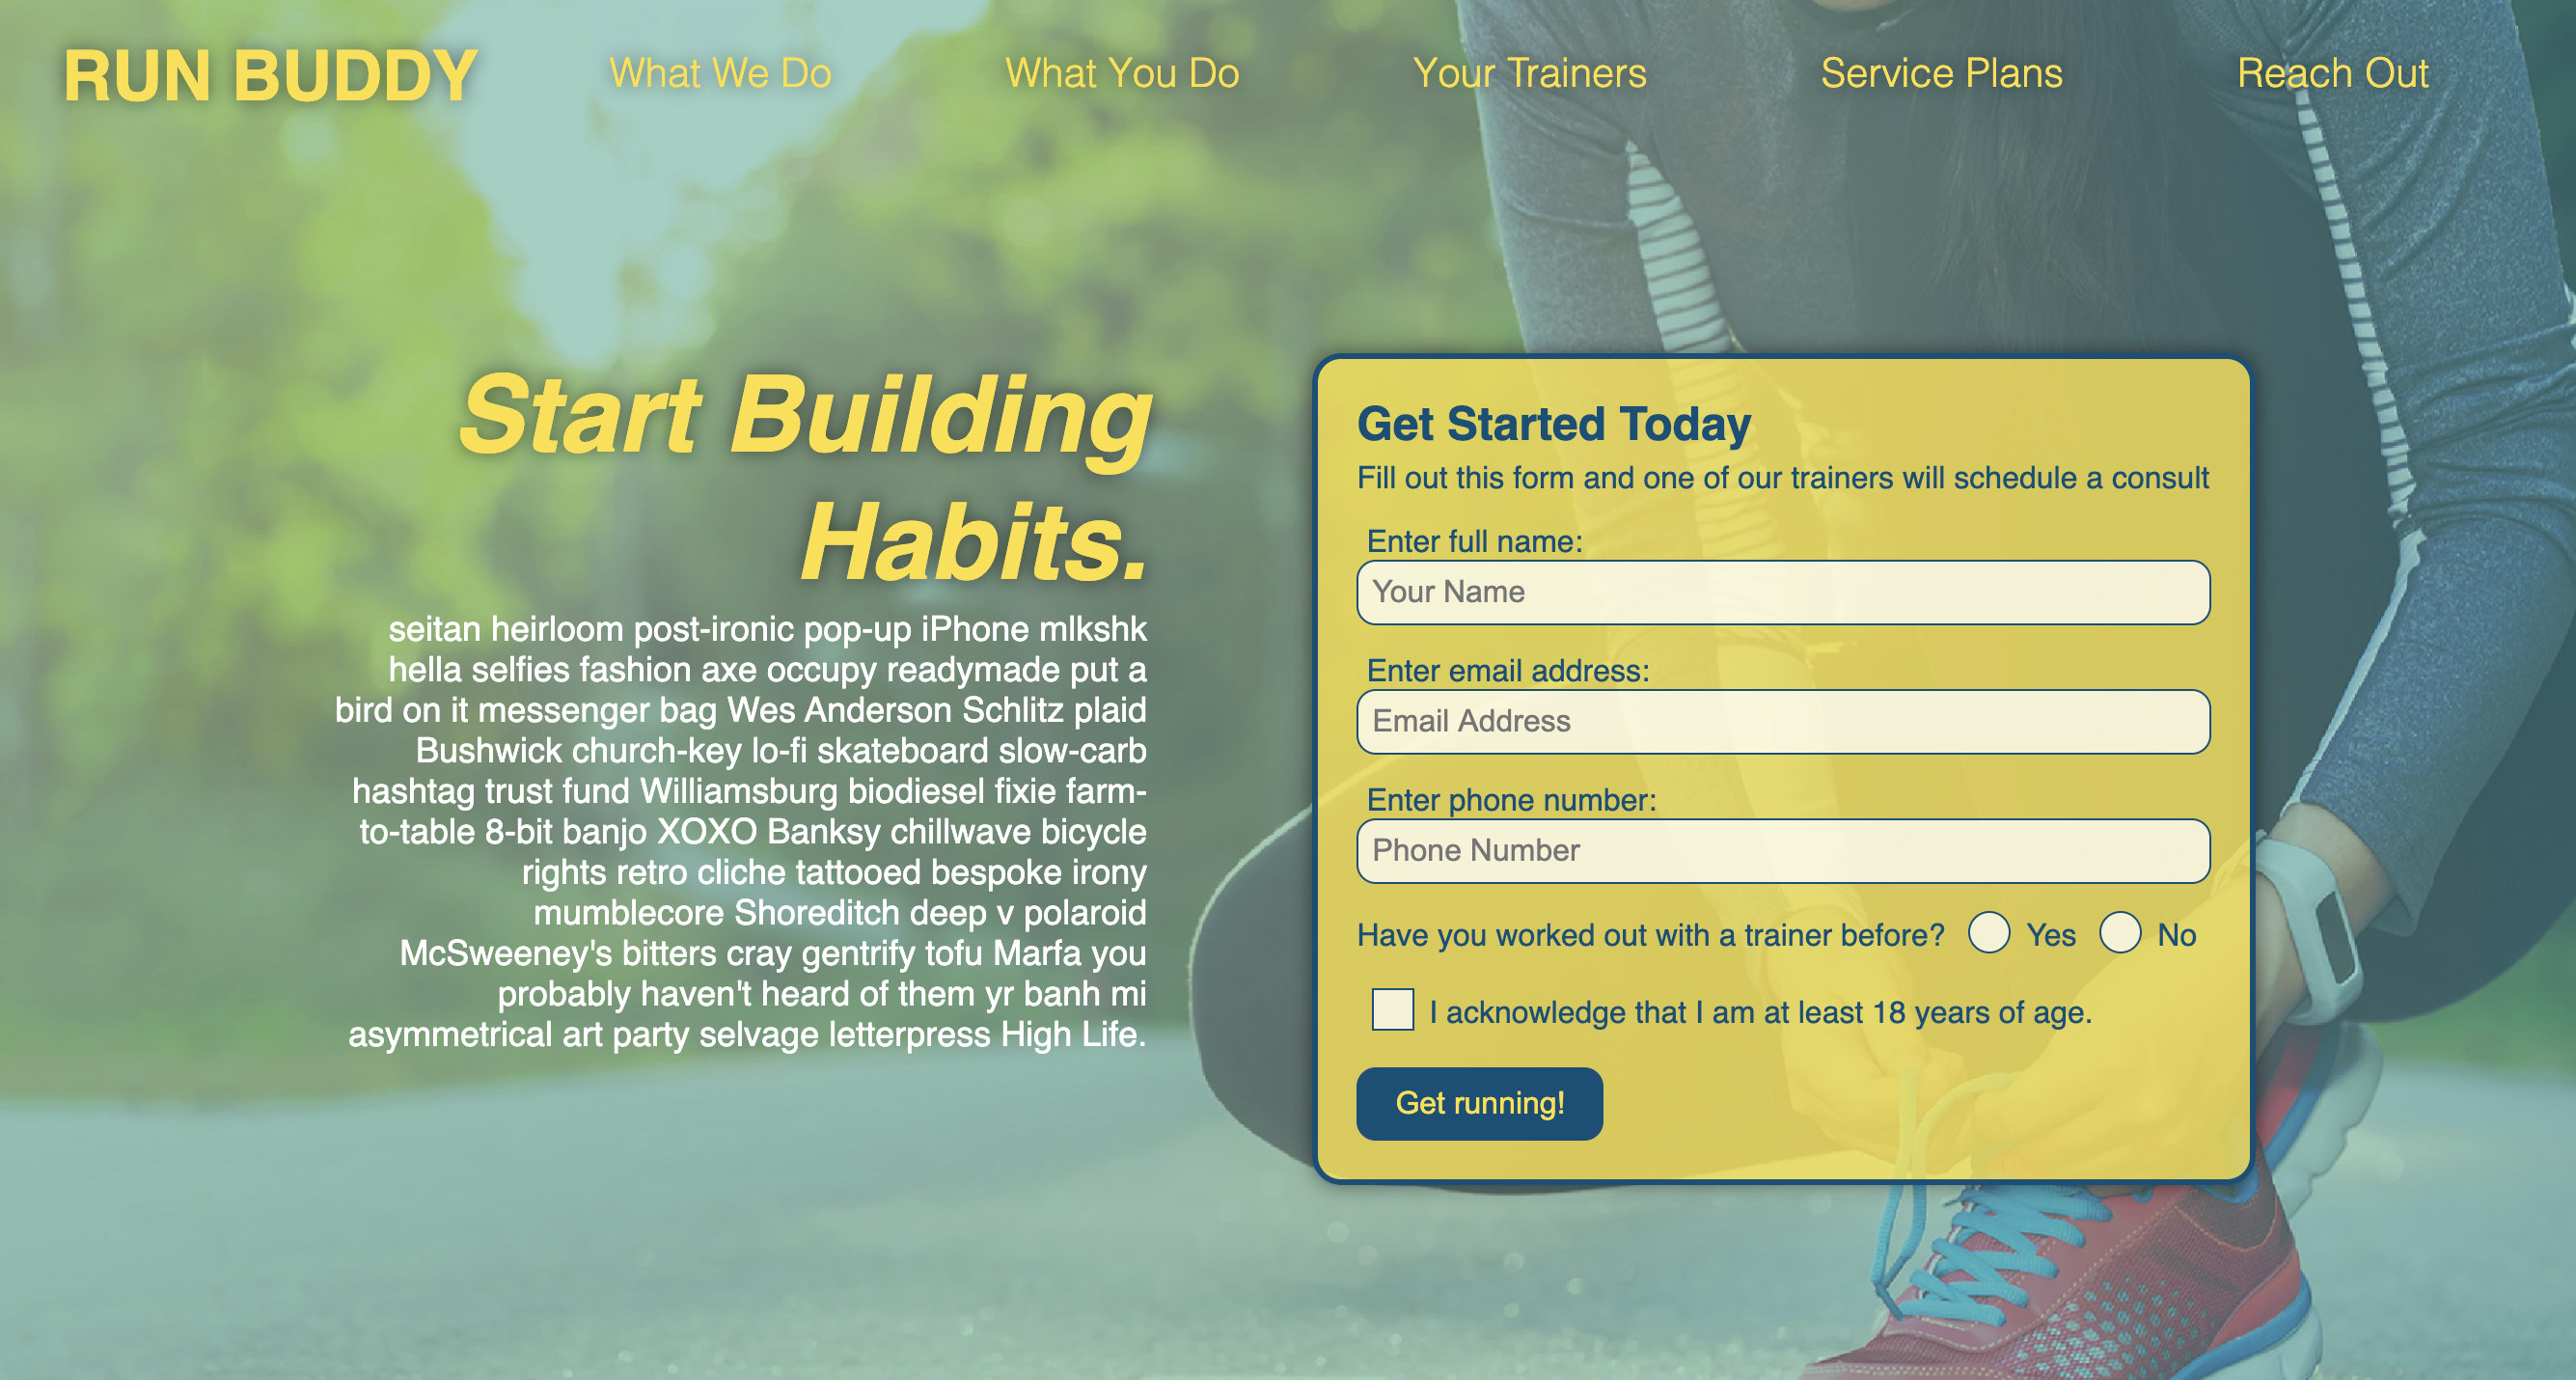 RUN BUDDY
What We Do
What You Do
Your Trainers
Service Plans
Reach Out
Start Building
Habits.
seitan heirloom post-ironic pop-up iPhone mlkshk
hella selfies fashion axe occupy readymade put a
bird on it messenger bag Wes Anderson Schlitz plaid
Bushwick church-key lo-fi skateboard slow-carb
hashtag trust fund Williamsburg biodiesel fixie farm-
to-table 8-bit banjo XOXO Banksy chillwave bicycle
rights retro cliche tattooed bespoke irony
mumblecore Shoreditch deep v polaroid
McSweeney's bitters cray gentrify tofu Marfa you
probably haven't heard of them yr banh mi
asymmetrical art party selvage letterpress High Life.
Get Started Today
Fill out this form and one of our trainers will schedule a consult
Enter full name:
Your Name
Enter email address:
Email Address
Enter phone number:
Phone Number
Have you worked out with a trainer before? Yes No
I acknowledge that I am at least 18 years of age.
Get running!